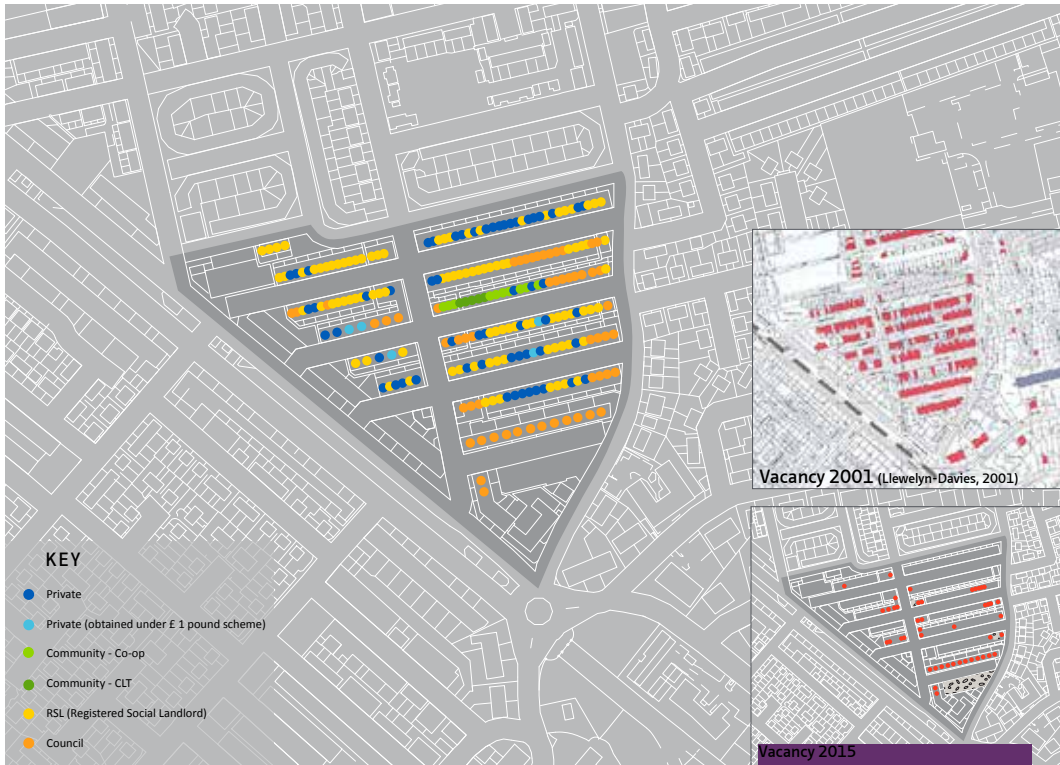 Vacancy 2001 (Llewelyn-Davies, 2001)
KEY
Private
Private (obtained under £ 1 pound scheme)
Community - Co-op
Community - CLT
RSL (Registered Social Landlord)
Council
Vacancy 2015